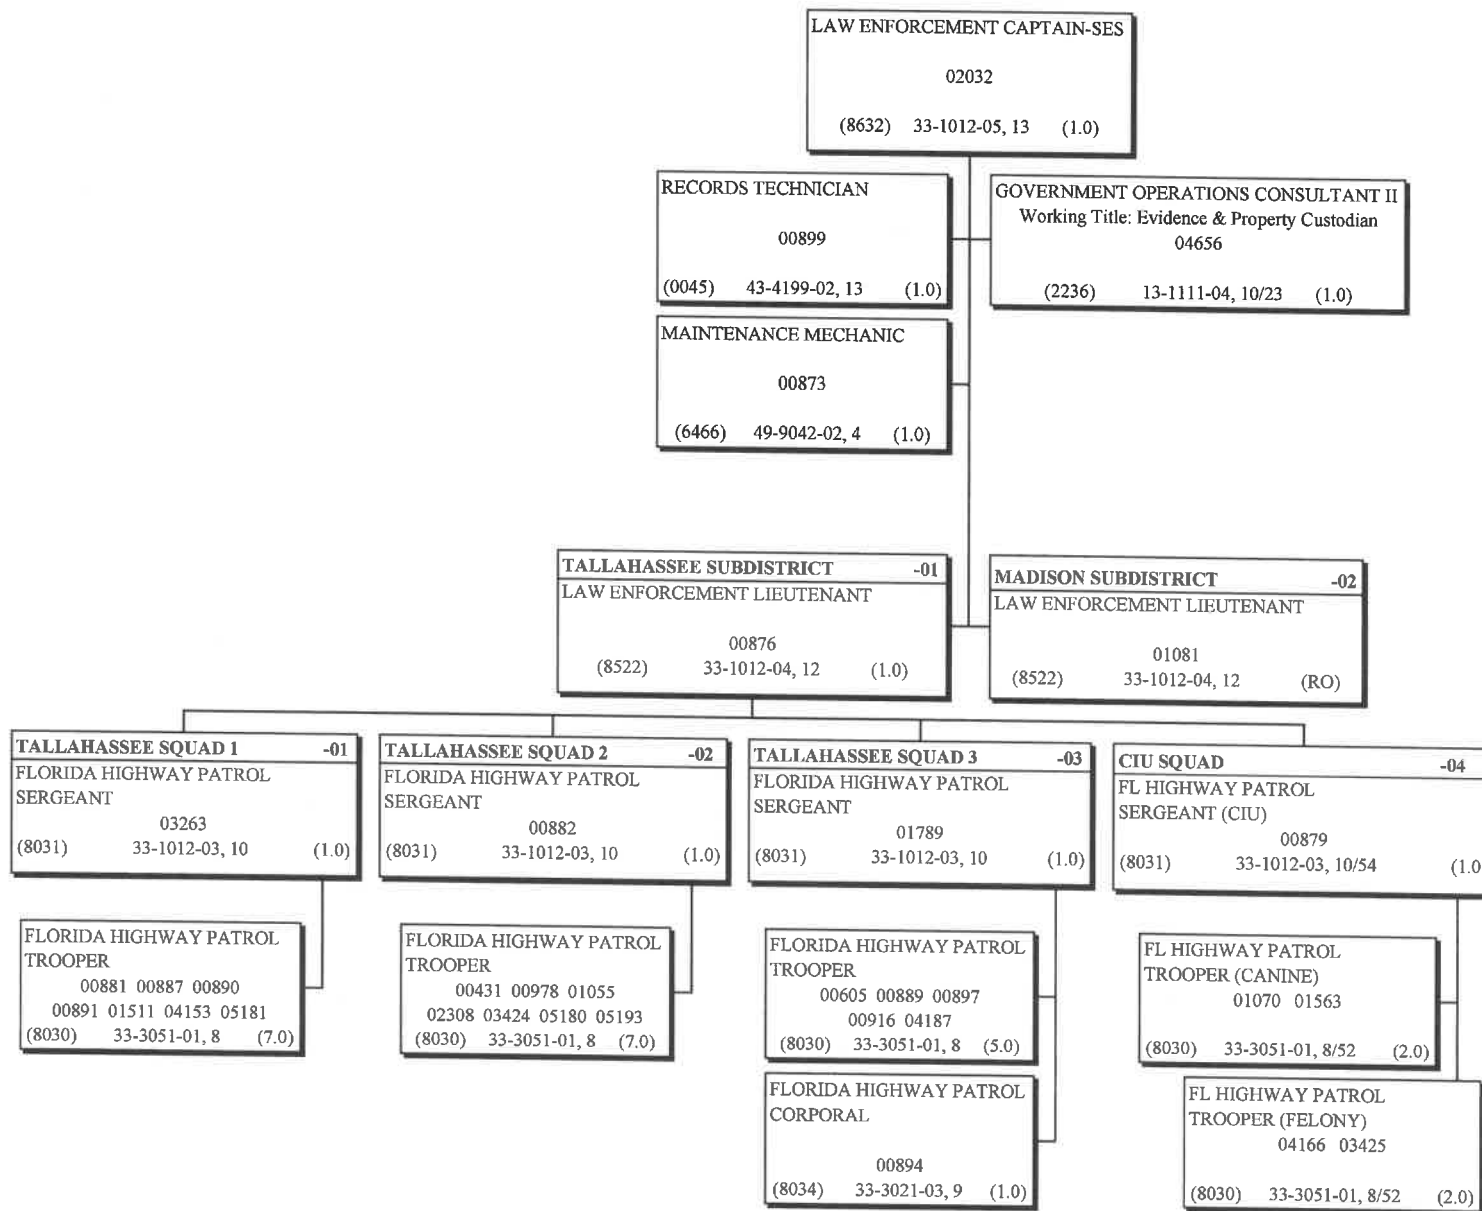 LAW ENFORCEMENT CAPTAIN-SES
02032
(8632) 33-1012-05, 13 (1.0)
RECORDS TECHNICIAN
00899
(0045) 43-4199-02, 13 (1.0)
GOVERNMENT OPERATIONS CONSULTANT II
Working Title: Evidence & Property Custodian
04656
(2236) 13-1111-04, 10/23 (1.0)
MAINTENANCE MECHANIC
00873
(6466) 49-9042-02, 4 (1.0)
TALLAHASSEE SUBDISTRICT -01
LAW ENFORCEMENT LIEUTENANT
00876
(8522) 33-1012-04, 12 (1.0)
MADISON SUBDISTRICT -02
LAW ENFORCEMENT LIEUTENANT
01081
(8522) 33-1012-04, 12 (RO)
TALLAHASSEE SQUAD 1 -01
FLORIDA HIGHWAY PATROL
SERGEANT
03263
(8031) 33-1012-03, 10 (1.0)
TALLAHASSEE SQUAD 2 -02
FLORIDA HIGHWAY PATROL
SERGEANT
00882
(8031) 33-1012-03, 10 (1.0)
TALLAHASSEE SQUAD 3 -03
FLORIDA HIGHWAY PATROL
SERGEANT
01789
(8031) 33-1012-03, 10 (1.0)
CIU SQUAD -04
FL HIGHWAY PATROL
SERGEANT (CIU)
00879
(8031) 33-1012-03, 10/54 (1.0
FLORIDA HIGHWAY PATROL
TROOPER
00881 00887 00890
00891 01511 04153 05181
(8030) 33-3051-01, 8 (7.0)
FLORIDA HIGHWAY PATROL
TROOPER
00431 00978 01055
02308 03424 05180 05193
(8030) 33-3051-01, 8 (7.0)
FLORIDA HIGHWAY PATROL
TROOPER
00605 00889 00897
00916 04187
(8030) 33-3051-01, 8 (5.0)
FLORIDA HIGHWAY PATROL
CORPORAL
00894
(8034) 33-3021-03, 9 (1.0)
FL HIGHWAY PATROL
TROOPER (CANINE)
01070 01563
(8030) 33-3051-01, 8/52 (2.0)
FL HIGHWAY PATROL
TROOPER (FELONY)
04166 03425
(8030) 33-3051-01, 8/52 (2.0)